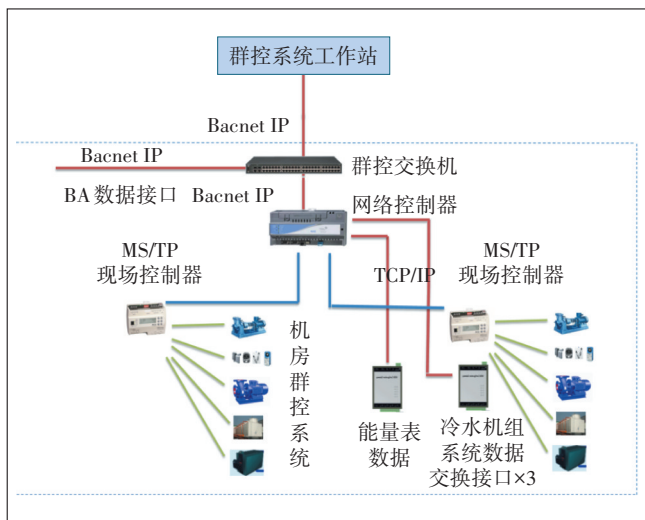 群控系统工作站
Bacnet IP
Bacnet IP
群控交换机
BA数据接口
Bacnet IP
网络控制器
MS/TP
现场控制器
TCP/IP
MS/TP
现场控制器
机房群控系统
能量表
数据
冷水机组
系统数据
交换接口×3